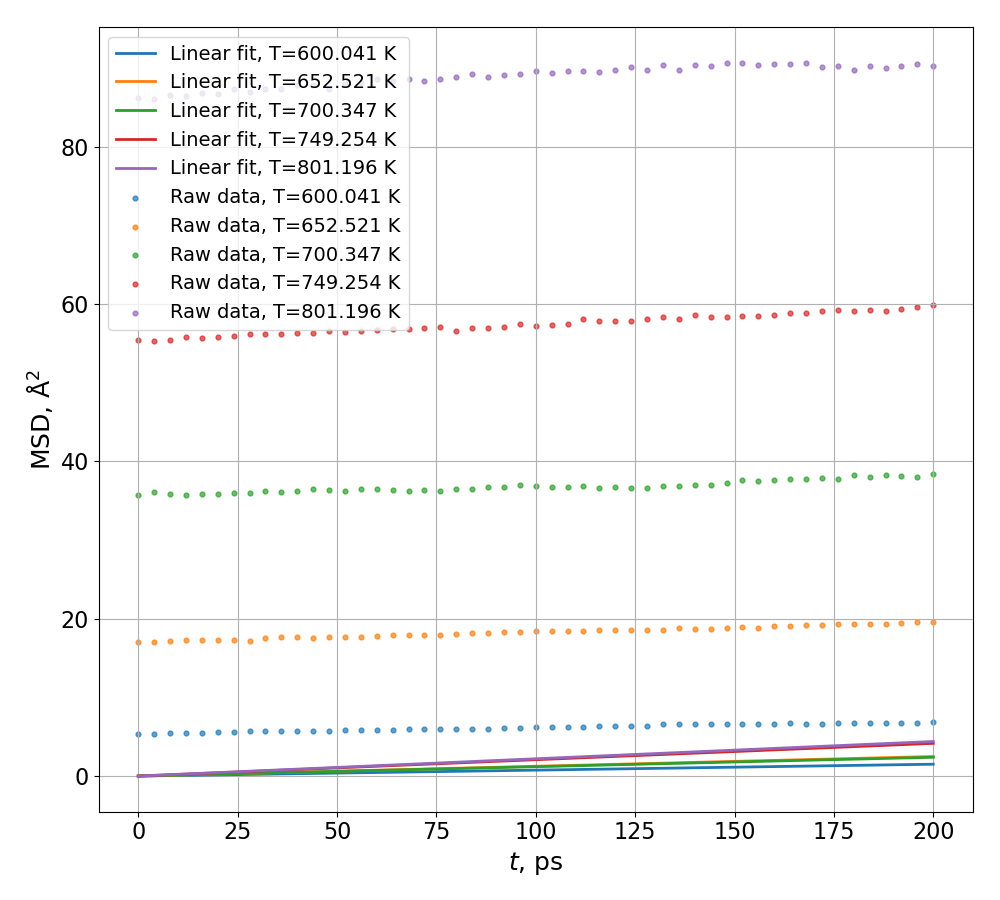 Linear fit, T=600.041 K
Linear fit, T=652.521 K
Linear fit, T=700.347 K
Linear fit, T=749.254 K
Linear fit, T=801.196 K
Raw data, T=600.041 K
Raw data, T=652.521 K
Raw data, T=700.347 K
Raw data, T=749.254 K
Raw data, T=801.196 K
80
60
40
20
0
MSD, Å²
0 25 50 75 100 125 150 175 200
t, ps